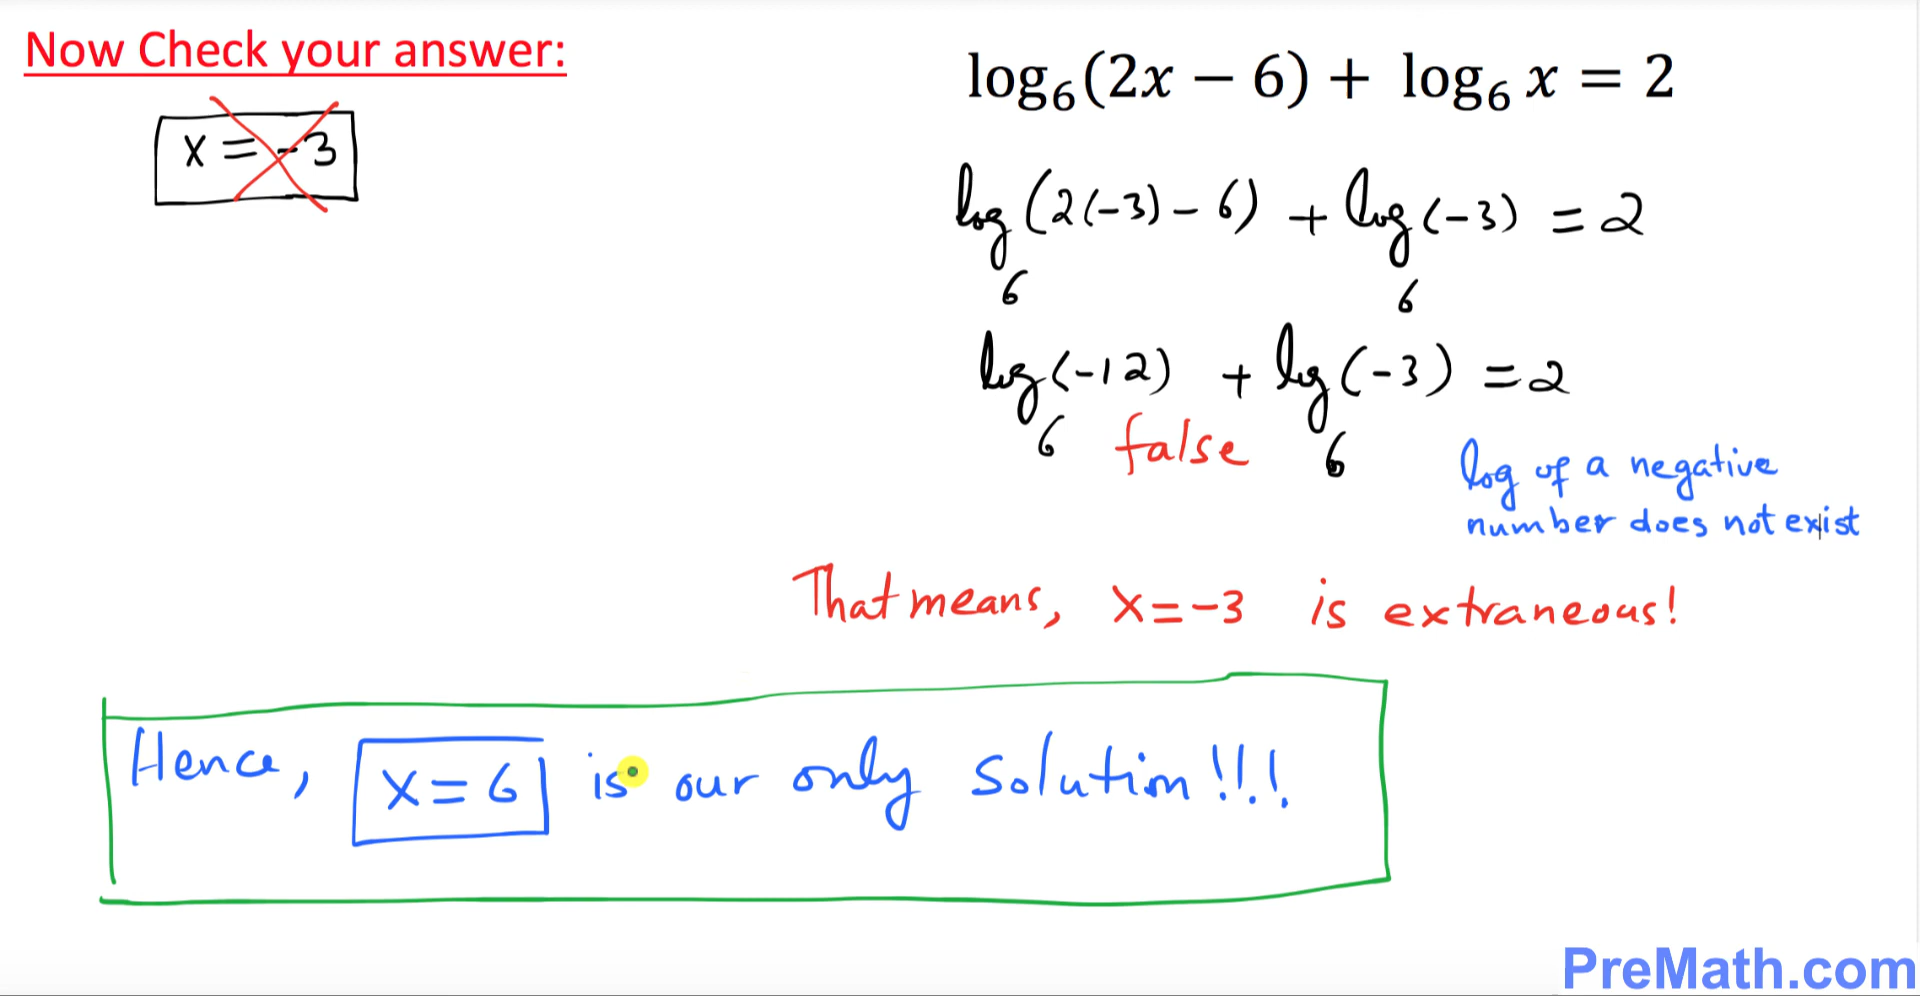 Now Check your answer:
x = -3
log₆(2x − 6) + log₆ x = 2
log₆(2(-3) - 6) + log₆(-3) = 2
log₆(-12) + log₆(-3) = 2
false
log of a negative
number does not exist
That means, x = -3 is extraneous!
Hence, x = 6 is our only solution!!!!
PreMath.com